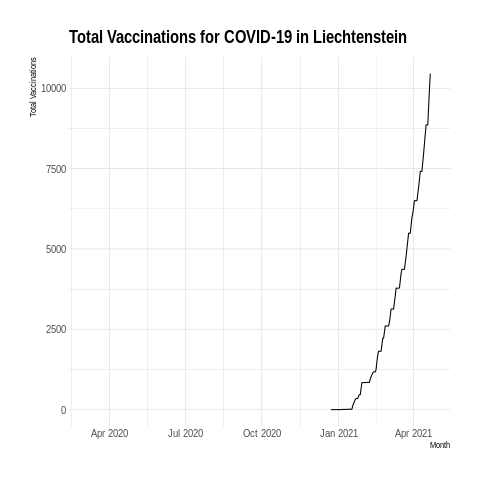 Total Vaccinations for COVID-19 in Liechtenstein
Total Vaccinations
10000
7500
5000
2500
0
Apr 2020 Jul 2020 Oct 2020 Jan 2021 Apr 2021
Month